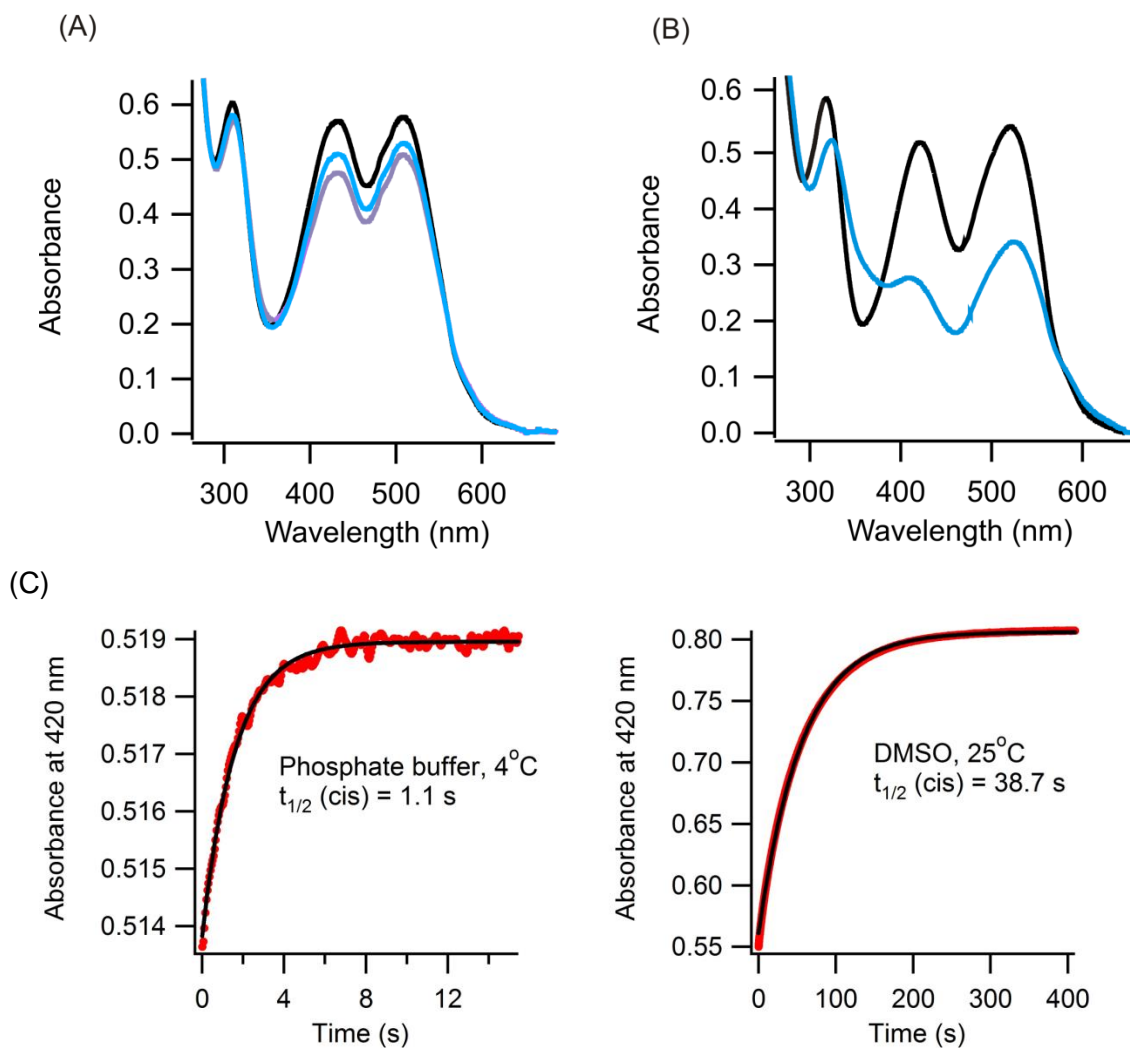 (A)
0.6
0.5
0.4
0.3
0.2
0.1
0.0
Absorbance
300 400 500 600
Wavelength (nm)
(B)
0.6
0.5
0.4
0.3
0.2
0.1
0.0
Absorbance
300 400 500 600
Wavelength (nm)
(C)
0.519
0.518
0.517
0.516
0.515
0.514
Absorbance at 420 nm
Phosphate buffer, 4°C
t1/2 (cis) = 1.1 s
0 4 8 12
Time (s)
0.80
0.75
0.70
0.65
0.60
0.55
Absorbance at 420 nm
DMSO, 25°C
t1/2 (cis) = 38.7 s
0 100 200 300 400
Time (s)